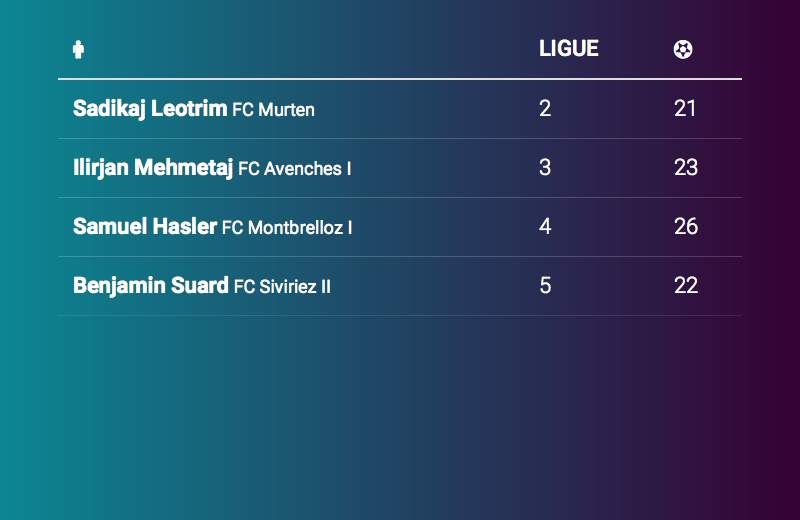 LIGUE
Sadikaj Leotrim FC Murten 2 21
Ilirjan Mehmetaj FC Avenches I 3 23
Samuel Hasler FC Montbrelloz I 4 26
Benjamin Suard FC Siviriez II 5 22